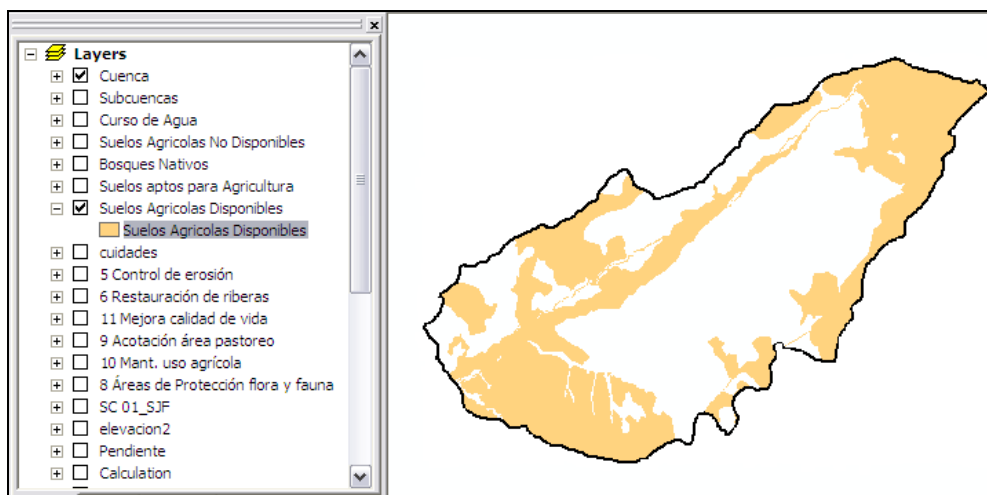 Layers
Cuenca
Subcuencas
Curso de Agua
Suelos Agricolas No Disponibles
Bosques Nativos
Suelos aptos para Agricultura
Suelos Agricolas Disponibles
Suelos Agricolas Disponibles
cuidades
5 Control de erosión
6 Restauración de riberas
11 Mejora calidad de vida
9 Acotación área pastoreo
10 Mant. uso agrícola
8 Áreas de Protección flora y fauna
SC 01_SJF
elevacion2
Pendiente
Calculation